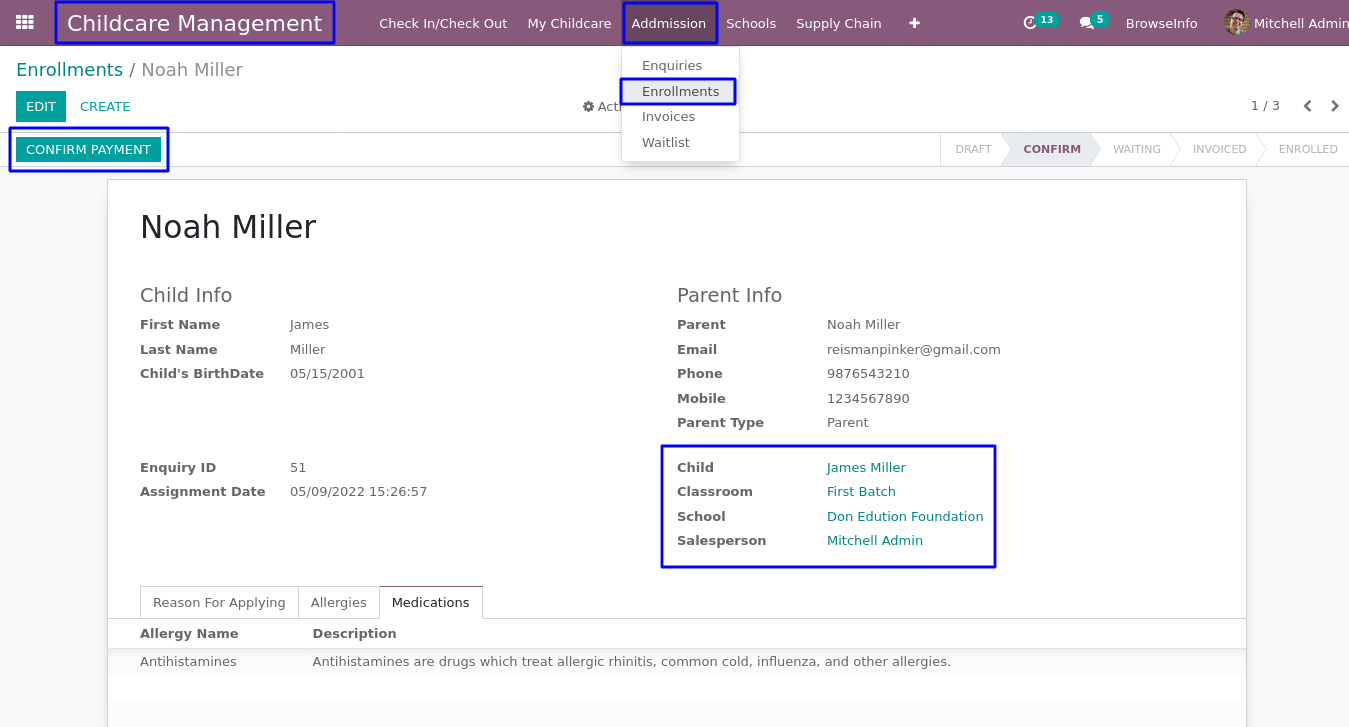 Childcare Management Check In/Check Out My Childcare Addmission Schools Supply Chain + 13 5 BrowseInfo Mitchell Admin
Enquiries
Enrollments
Invoices
Waitlist
Enrollments / Noah Miller
EDIT CREATE Acti 1 / 3
CONFIRM PAYMENT DRAFT CONFIRM WAITING INVOICED ENROLLED
Noah Miller
Child Info
First Name James
Last Name Miller
Child's BirthDate 05/15/2001
Parent Info
Parent Noah Miller
Email reismanpinker@gmail.com
Phone 9876543210
Mobile 1234567890
Parent Type Parent
Enquiry ID 51
Assignment Date 05/09/2022 15:26:57
Child James Miller
Classroom First Batch
School Don Edution Foundation
Salesperson Mitchell Admin
Reason For Applying Allergies Medications
Allergy Name Description
Antihistamines Antihistamines are drugs which treat allergic rhinitis, common cold, influenza, and other allergies.